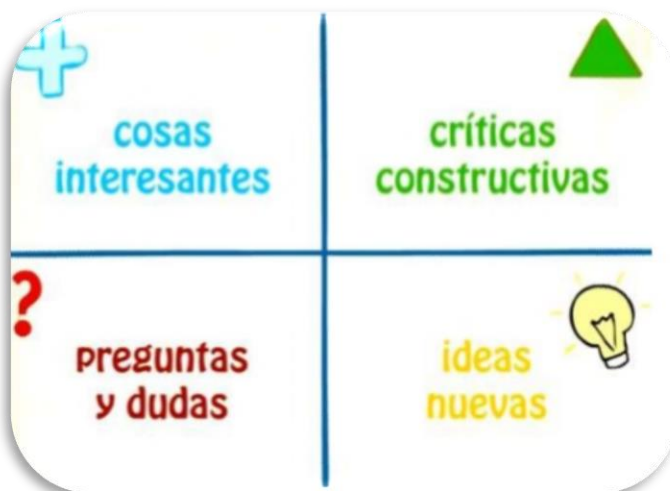 cosas
interesantes
críticas
constructivas
?
preguntas
y dudas
ideas
nuevas